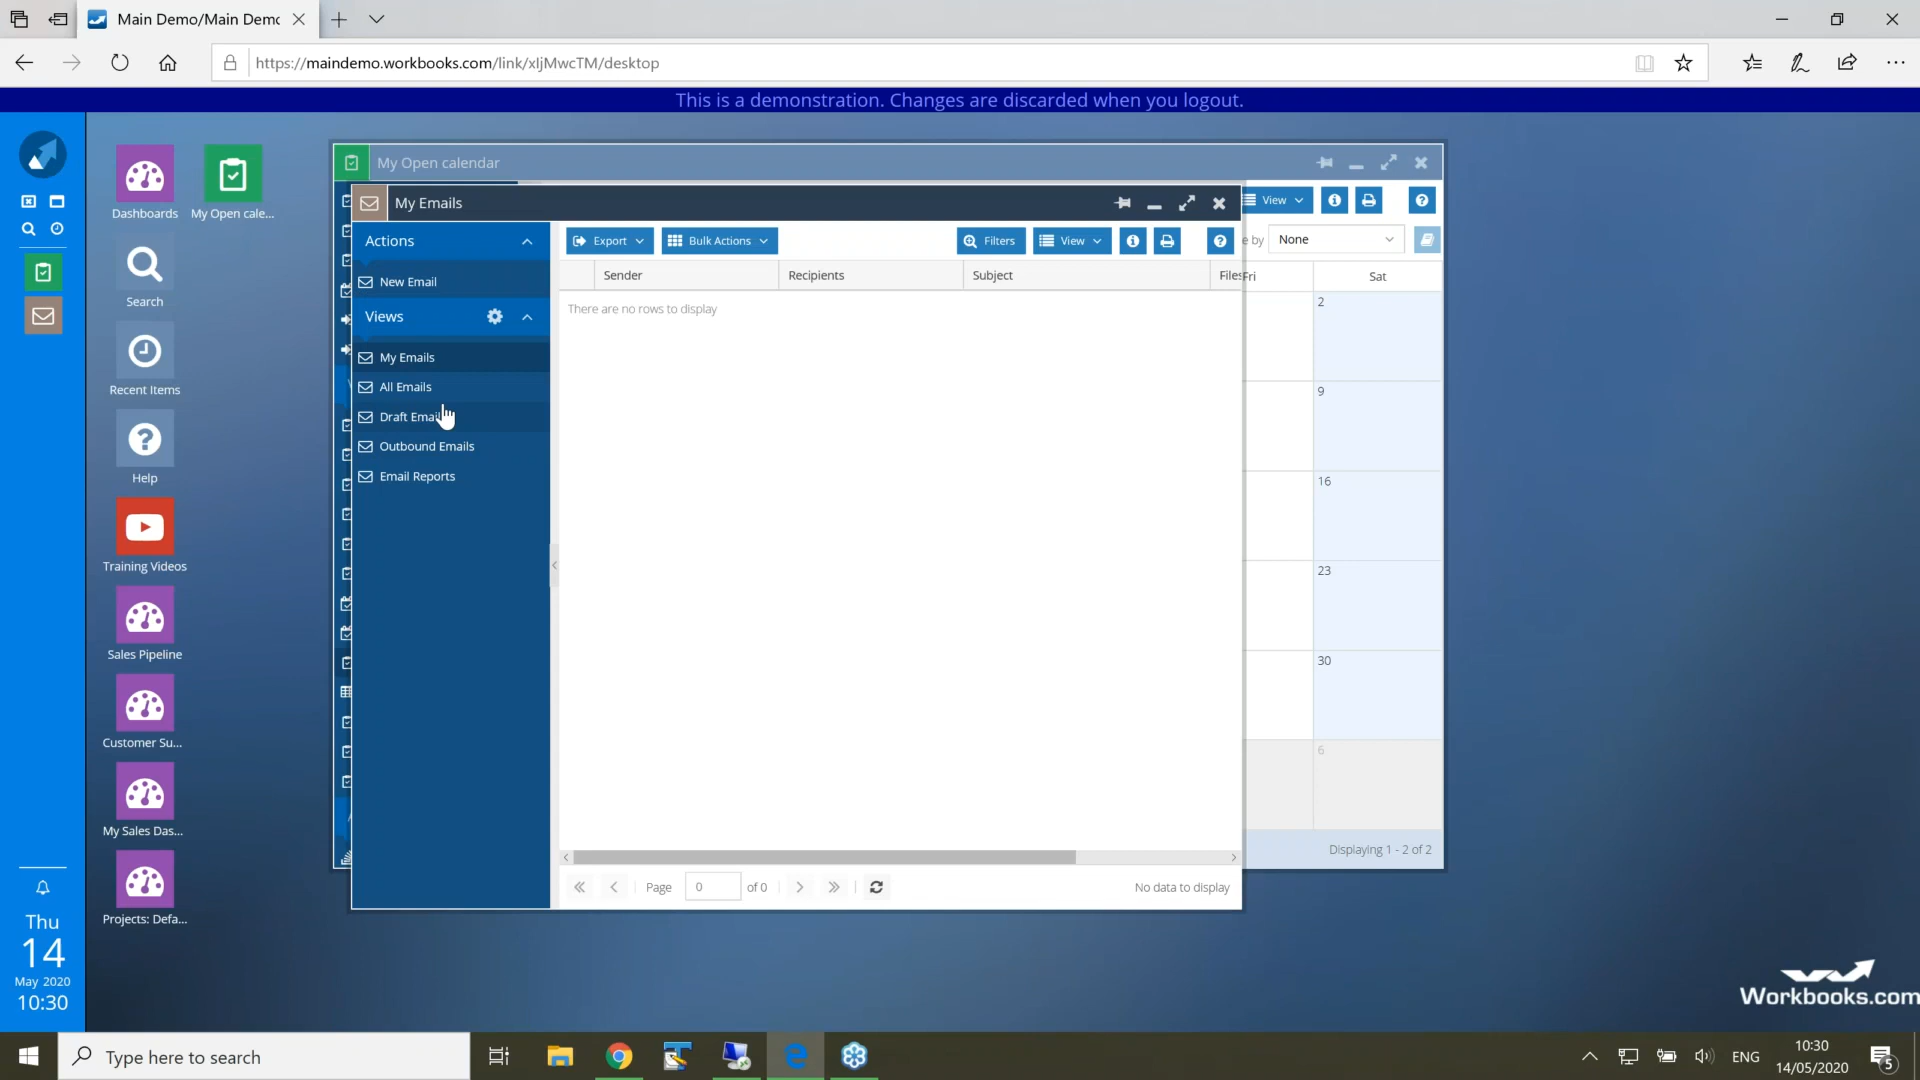 Main Demo/Main Demo
https://maindemo.workbooks.com/link/xljMwcTM/desktop
This is a demonstration. Changes are discarded when you logout.
Dashboards
My Open cale...
Search
Recent Items
Help
Training Videos
Sales Pipeline
Customer Su...
My Sales Das...
Projects: Defa...
Thu
14
May 2020
10:30
My Open calendar
View
e by
None
Fri
Sat
2
9
16
23
30
6
Displaying 1 - 2 of 2
My Emails
Actions
New Email
Views
My Emails
All Emails
Draft Emai
Outbound Emails
Email Reports
Export
Bulk Actions
Filters
View
Sender
Recipients
Subject
Files
There are no rows to display
Page
0
of 0
No data to display
Workbooks.com
Type here to search
ENG
10:30
14/05/2020
5